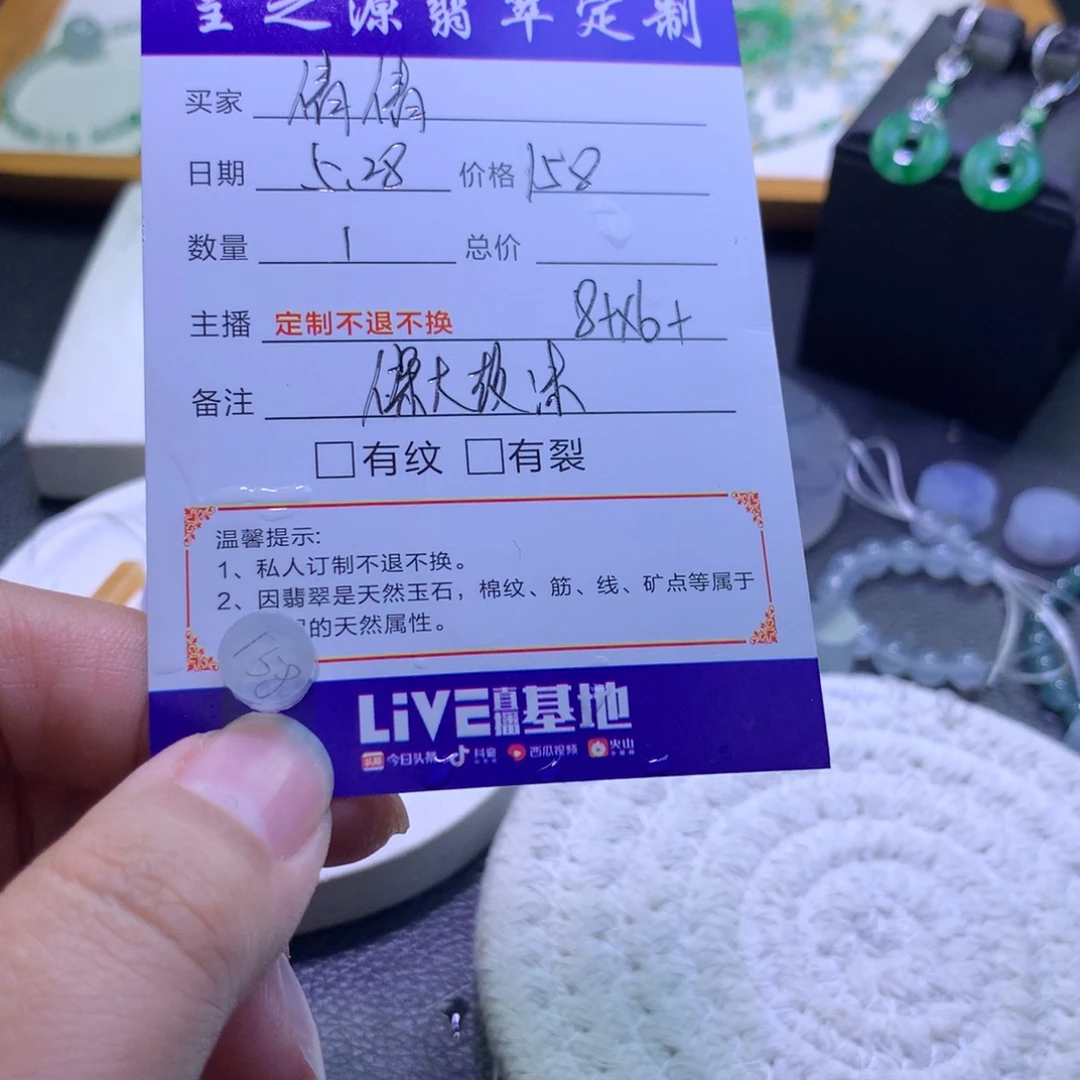 之源翡翠定制
买家 倩倩
日期 5.28 价格 158
数量 1 总价
主播 定制不退不换 8+x6+
备注
□有纹 □有裂
温馨提示:
1、私人订制不退不换。
2、因翡翠是天然玉石，棉纹、筋、线、矿点等属于
的天然属性。
158
LiVE直播基地
头条 今日头条 抖音 西瓜视频 火山